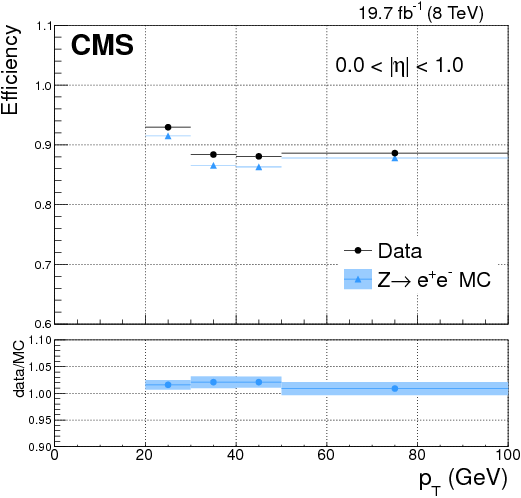 19.7 fb⁻¹ (8 TeV)
CMS
0.0 < |η| < 1.0
Efficiency
1.1
1.0
0.9
0.8
0.7
0.6
Data
Z→ e⁺e⁻ MC
data/MC
1.10
1.05
1.00
0.95
0.90
0 20 40 60 80 100
p_T (GeV)